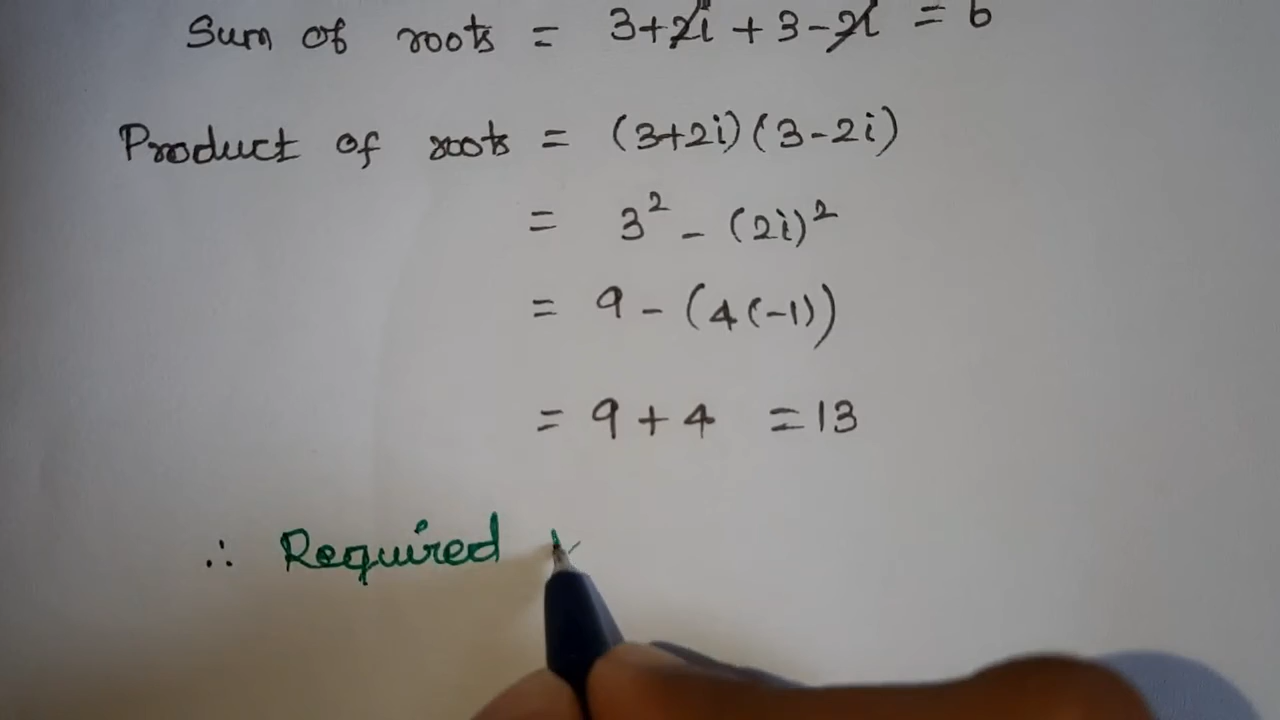 Sum of roots = 3+2i + 3-2i = 6
Product of roots = (3+2i)(3-2i)
= 3² - (2i)²
= 9 - (4(-1))
= 9 + 4 = 13
∴ Required